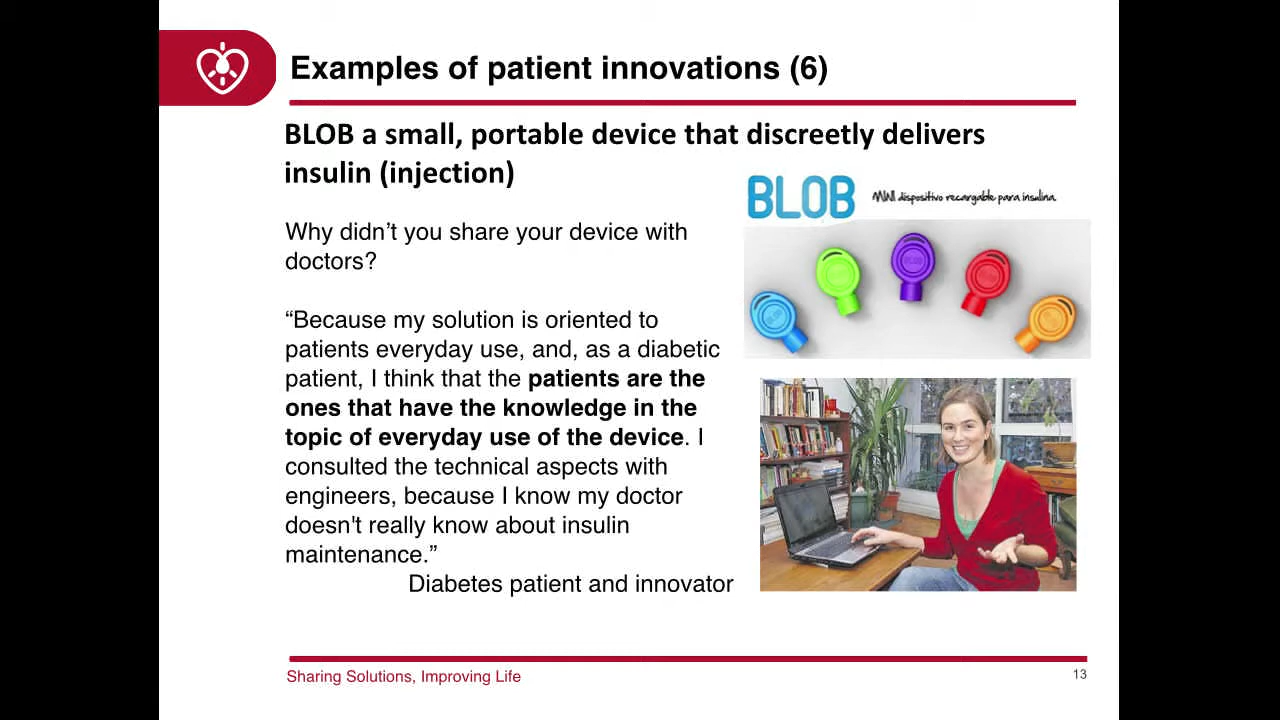 Examples of patient innovations (6)
BLOB a small, portable device that discreetly delivers
insulin (injection)
BLOB MINI dispositivo recargable para insulina.
Why didn’t you share your device with
doctors?
“Because my solution is oriented to
patients everyday use, and, as a diabetic
patient, I think that the patients are the
ones that have the knowledge in the
topic of everyday use of the device. I
consulted the technical aspects with
engineers, because I know my doctor
doesn't really know about insulin
maintenance.”
Diabetes patient and innovator
Sharing Solutions, Improving Life
13